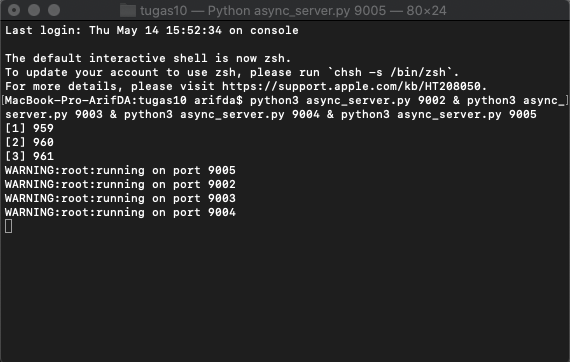 tugas10 — Python async_server.py 9005 — 80×24
Last login: Thu May 14 15:52:34 on console
The default interactive shell is now zsh.
To update your account to use zsh, please run `chsh -s /bin/zsh`.
For more details, please visit https://support.apple.com/kb/HT208050.
[MacBook-Pro-ArifDA:tugas10 arifda$ python3 async_server.py 9002 & python3 async_]
server.py 9003 & python3 async_server.py 9004 & python3 async_server.py 9005
[1] 959
[2] 960
[3] 961
WARNING:root:running on port 9005
WARNING:root:running on port 9002
WARNING:root:running on port 9003
WARNING:root:running on port 9004